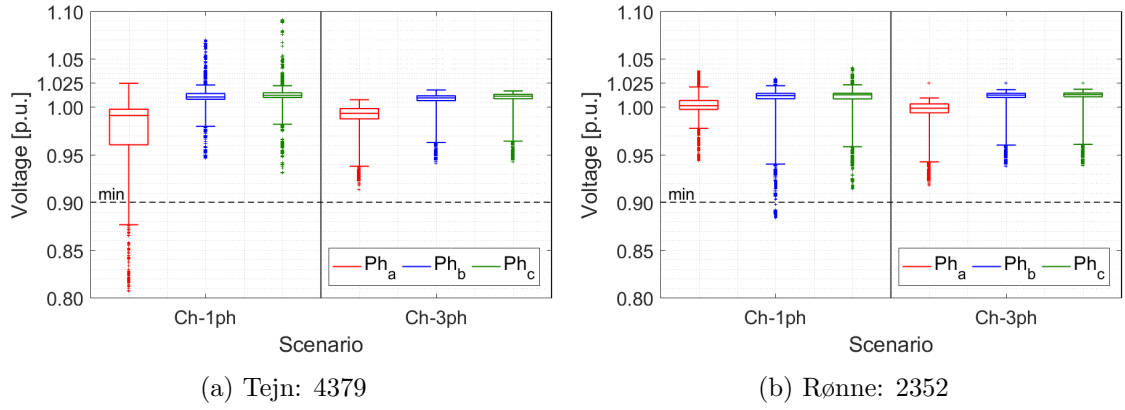 1.10
1.05
1.025
1.00
0.95
0.90
0.85
0.80
Voltage [p.u.]
min
Ph_a Ph_b Ph_c
Ch-1ph Ch-3ph
Scenario
(a) Tejn: 4379
1.10
1.05
1.025
1.00
0.95
0.90
0.85
0.80
Voltage [p.u.]
min
Ph_a Ph_b Ph_c
Ch-1ph Ch-3ph
Scenario
(b) Rønne: 2352